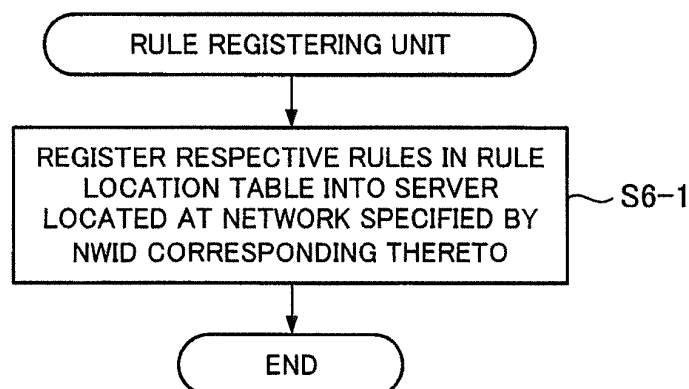 RULE REGISTERING UNIT
REGISTER RESPECTIVE RULES IN RULE
LOCATION TABLE INTO SERVER
LOCATED AT NETWORK SPECIFIED BY
NWID CORRESPONDING THERETO
S6-1
END